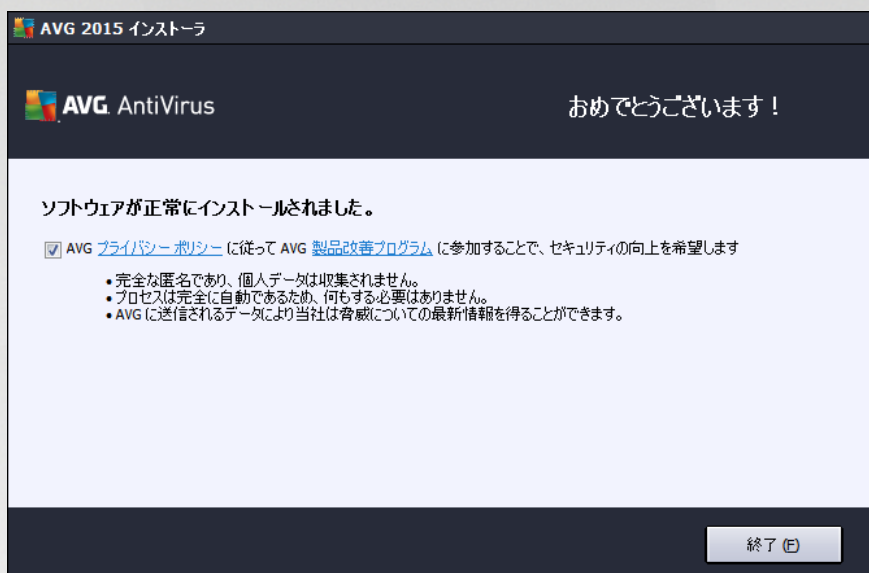 AVG 2015 インストーラ
AVG AntiVirus
おめでとうございます！
ソフトウェアが正常にインストールされました。
AVG プライバシー ポリシー に従って AVG 製品改善プログラム に参加することで、セキュリティの向上を希望します
• 完全な匿名であり、個人データは収集されません。
• プロセスは完全に自動であるため、何もする必要はありません。
• AVG に送信されるデータにより当社は脅威についての最新情報を得ることができます。
終了 (F)